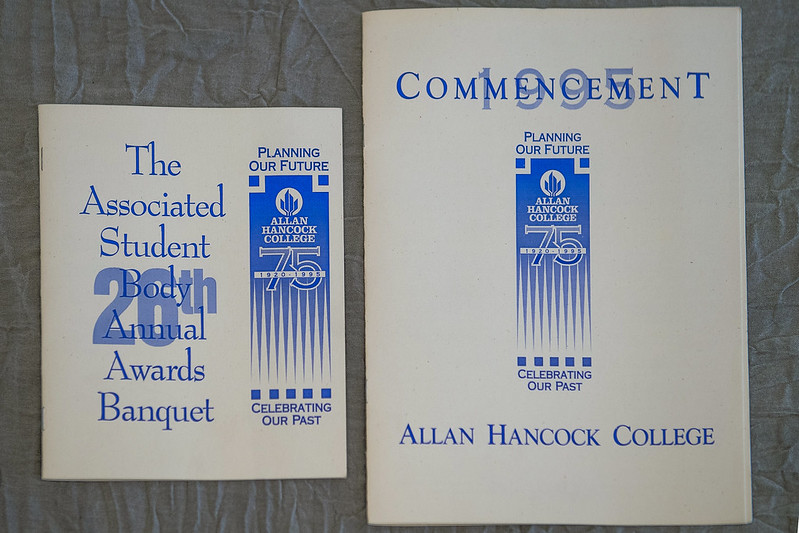 The
Associated
Student
Body
26th
Annual
Awards
Banquet
PLANNING
OUR FUTURE
ALLAN
HANCOCK
COLLEGE
75
1920-1995
CELEBRATING
OUR PAST
1995
COMMENCEMENT
PLANNING
OUR FUTURE
ALLAN
HANCOCK
COLLEGE
75
1920-1995
CELEBRATING
OUR PAST
ALLAN HANCOCK COLLEGE